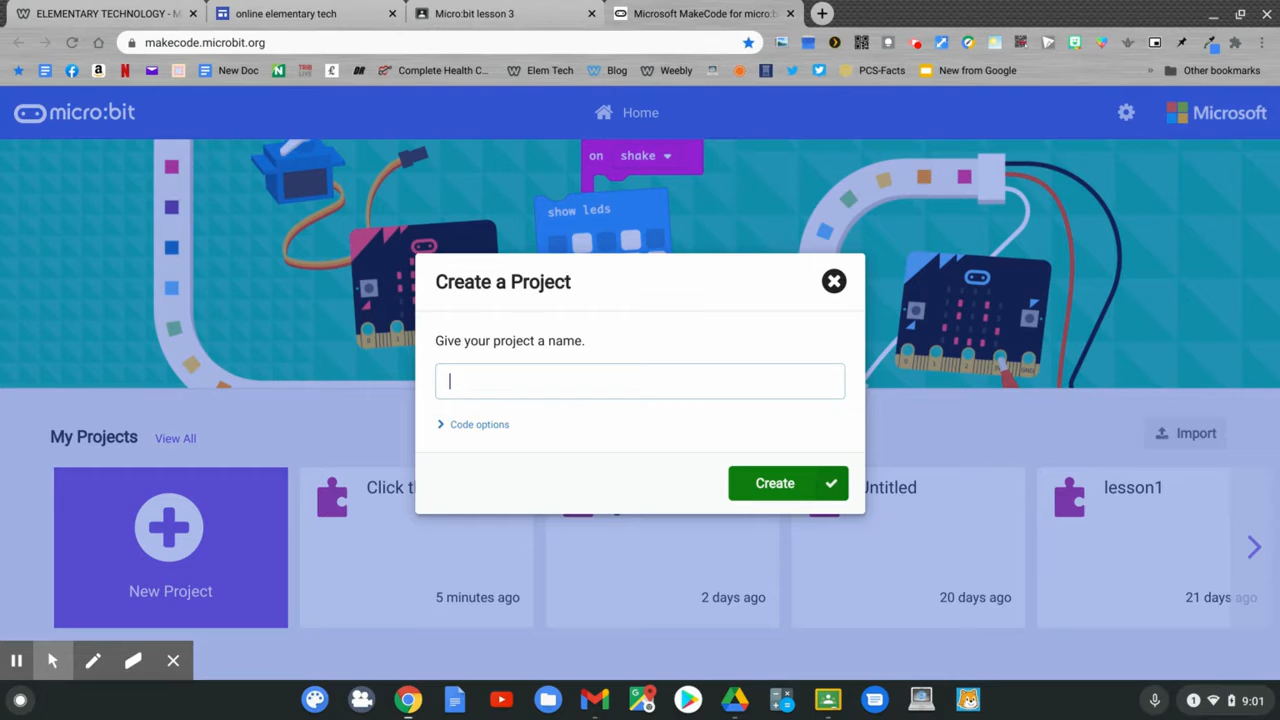 ELEMENTARY TECHNOLOGY - M
online elementary tech
Micro:bit lesson 3
Microsoft MakeCode for micro:b
makecode.microbit.org
New Doc
Complete Health C...
Elem Tech
Blog
Weebly
PCS-Facts
New from Google
Other bookmarks
micro:bit
Home
Microsoft
on shake
show leds
Create a Project
Give your project a name.
Code options
Create
My Projects
View All
Import
New Project
Click t
5 minutes ago
2 days ago
Untitled
20 days ago
lesson1
21 days ago
1
9:01